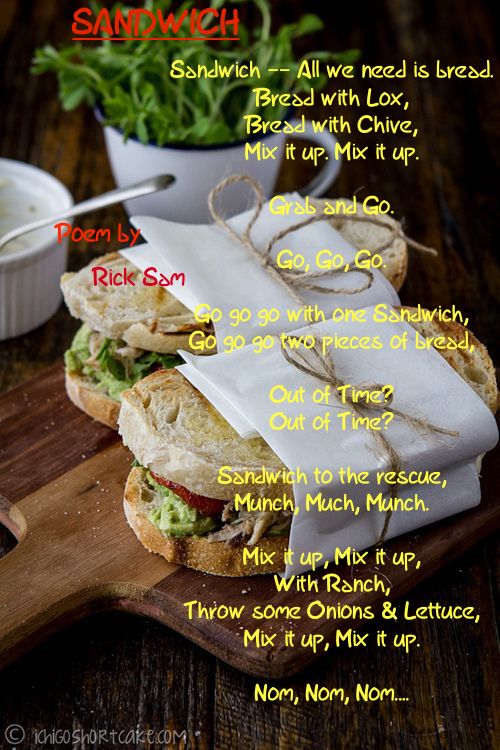 SANDWICH
Sandwich -- All we need is bread.
Bread with Lox,
Bread with Chive,
Mix it up. Mix it up.
Grab and Go.
Go, Go, Go.
Poem by
Rick Sam
Go go go with one Sandwich,
Go go go two pieces of bread,
Out of Time?
Out of Time?
Sandwich to the rescue,
Munch, Much, Munch.
Mix it up, Mix it up,
With Ranch,
Throw some Onions & Lettuce,
Mix it up, Mix it up.
Nom, Nom, Nom....
© ichigoshortcake.com